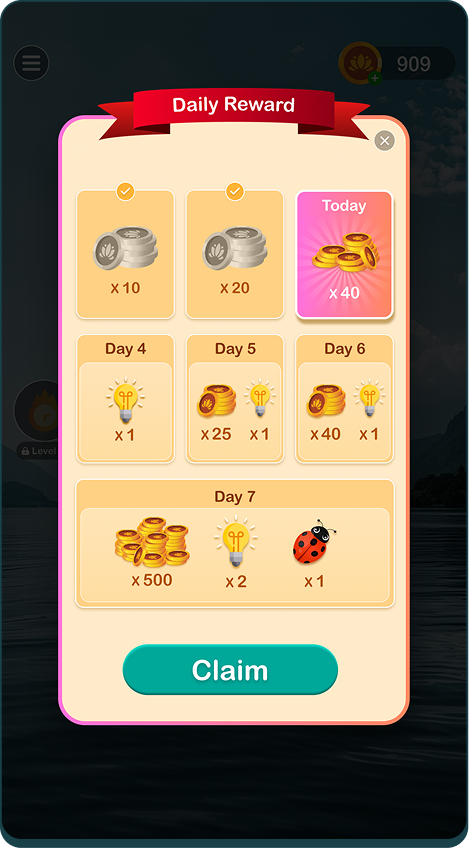 909
Daily Reward
x 10
x 20
Today
x 40
Day 4
x 1
Day 5
x 25 x 1
Day 6
x 40 x 1
Day 7
x 500 x 2 x 1
Level
Claim